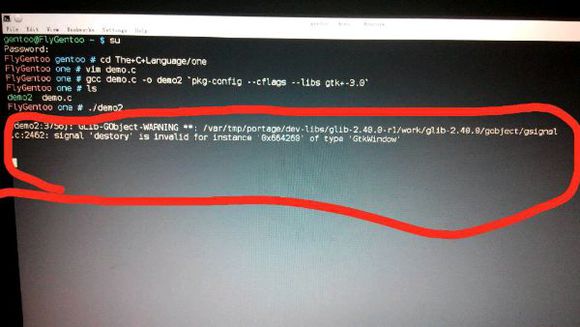 File Edit View Bookmarks Settings Help
gentoo@FlyGentoo ~ $ su
Password:
FlyGentoo gentoo # cd The+C+Language/one
FlyGentoo one # vim demo.c
FlyGentoo one # gcc demo.c -o demo2 `pkg-config --cflags --libs gtk+-3.0`
FlyGentoo one # ls
demo2 demo.c
FlyGentoo one # ./demo2
demo2:3756): GLib-GObject-WARNING **: /var/tmp/portage/dev-libs/glib-2.40.0-r1/work/glib-2.40.0/gobject/gsignal
.c:2462: signal 'destory' is invalid for instance '0x664260' of type 'GtkWindow'